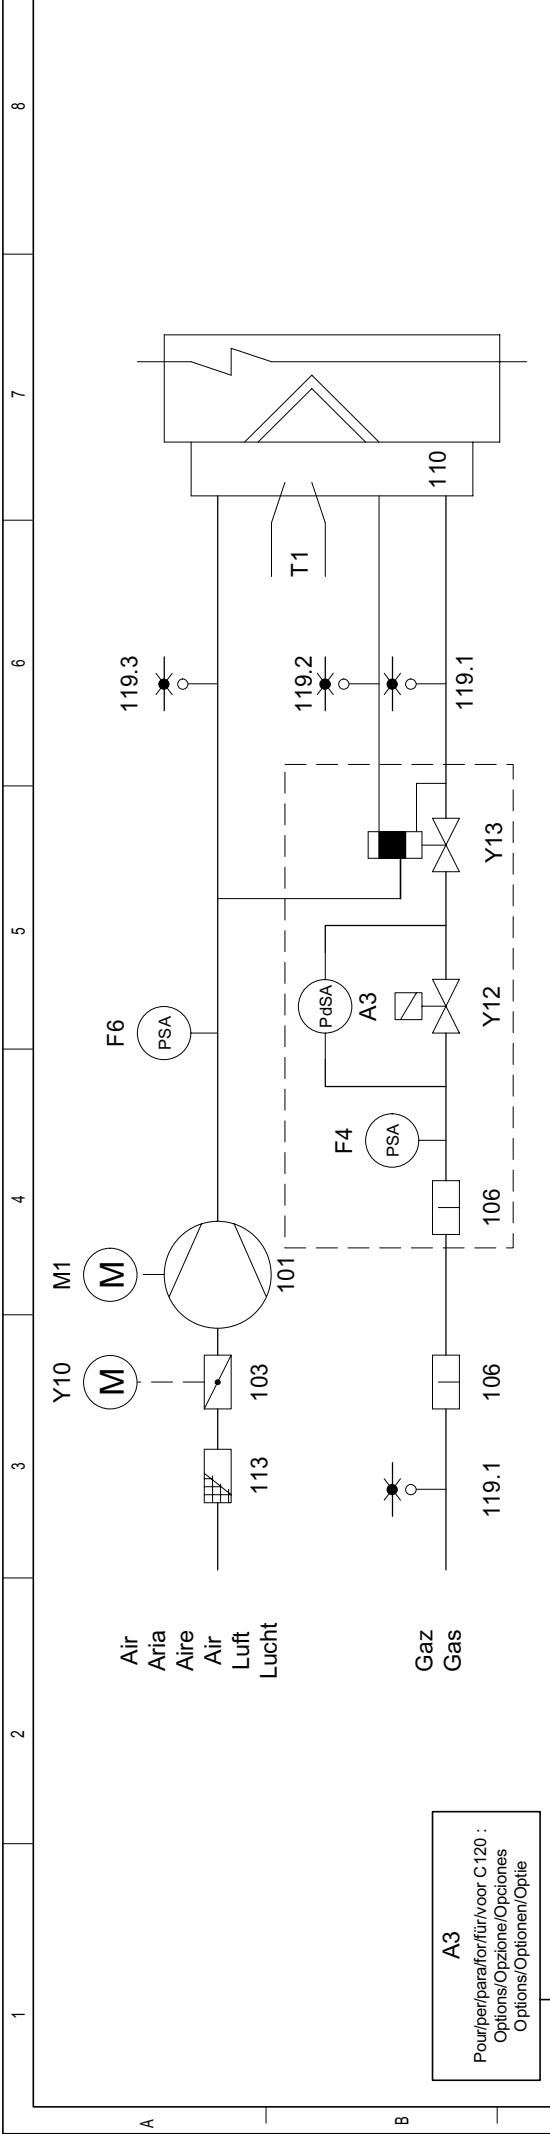 1
2
3
4
5
6
7
8
A
B
Air
Aria
Aire
Air
Luft
Lucht
113
Y10
M
103
M1
M
101
F6
PSA
119.3
T1
110
Gaz
Gas
119.1
106
106
F4
PSA
PdSA
A3
Y12
Y13
119.2
119.1
A3
Pour/per/para/for/für/voor C120 :
Options/Opzione/Opciones
Options/Optionen/Optie